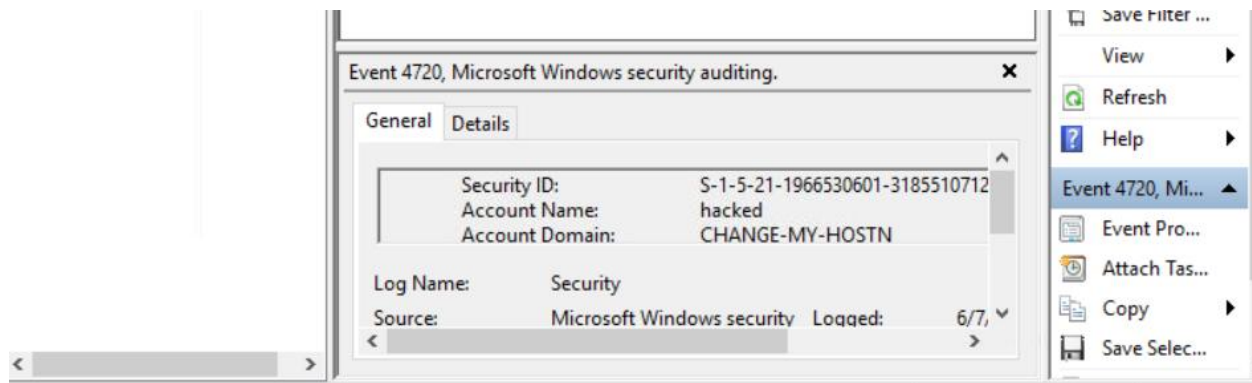 Event 4720, Microsoft Windows security auditing.
General Details
Security ID: S-1-5-21-1966530601-3185510712
Account Name: hacked
Account Domain: CHANGE-MY-HOSTN
Log Name: Security
Source: Microsoft Windows security Logged: 6/7/
Save Filter ...
View
Refresh
Help
Event 4720, Mi...
Event Pro...
Attach Tas...
Copy
Save Selec...